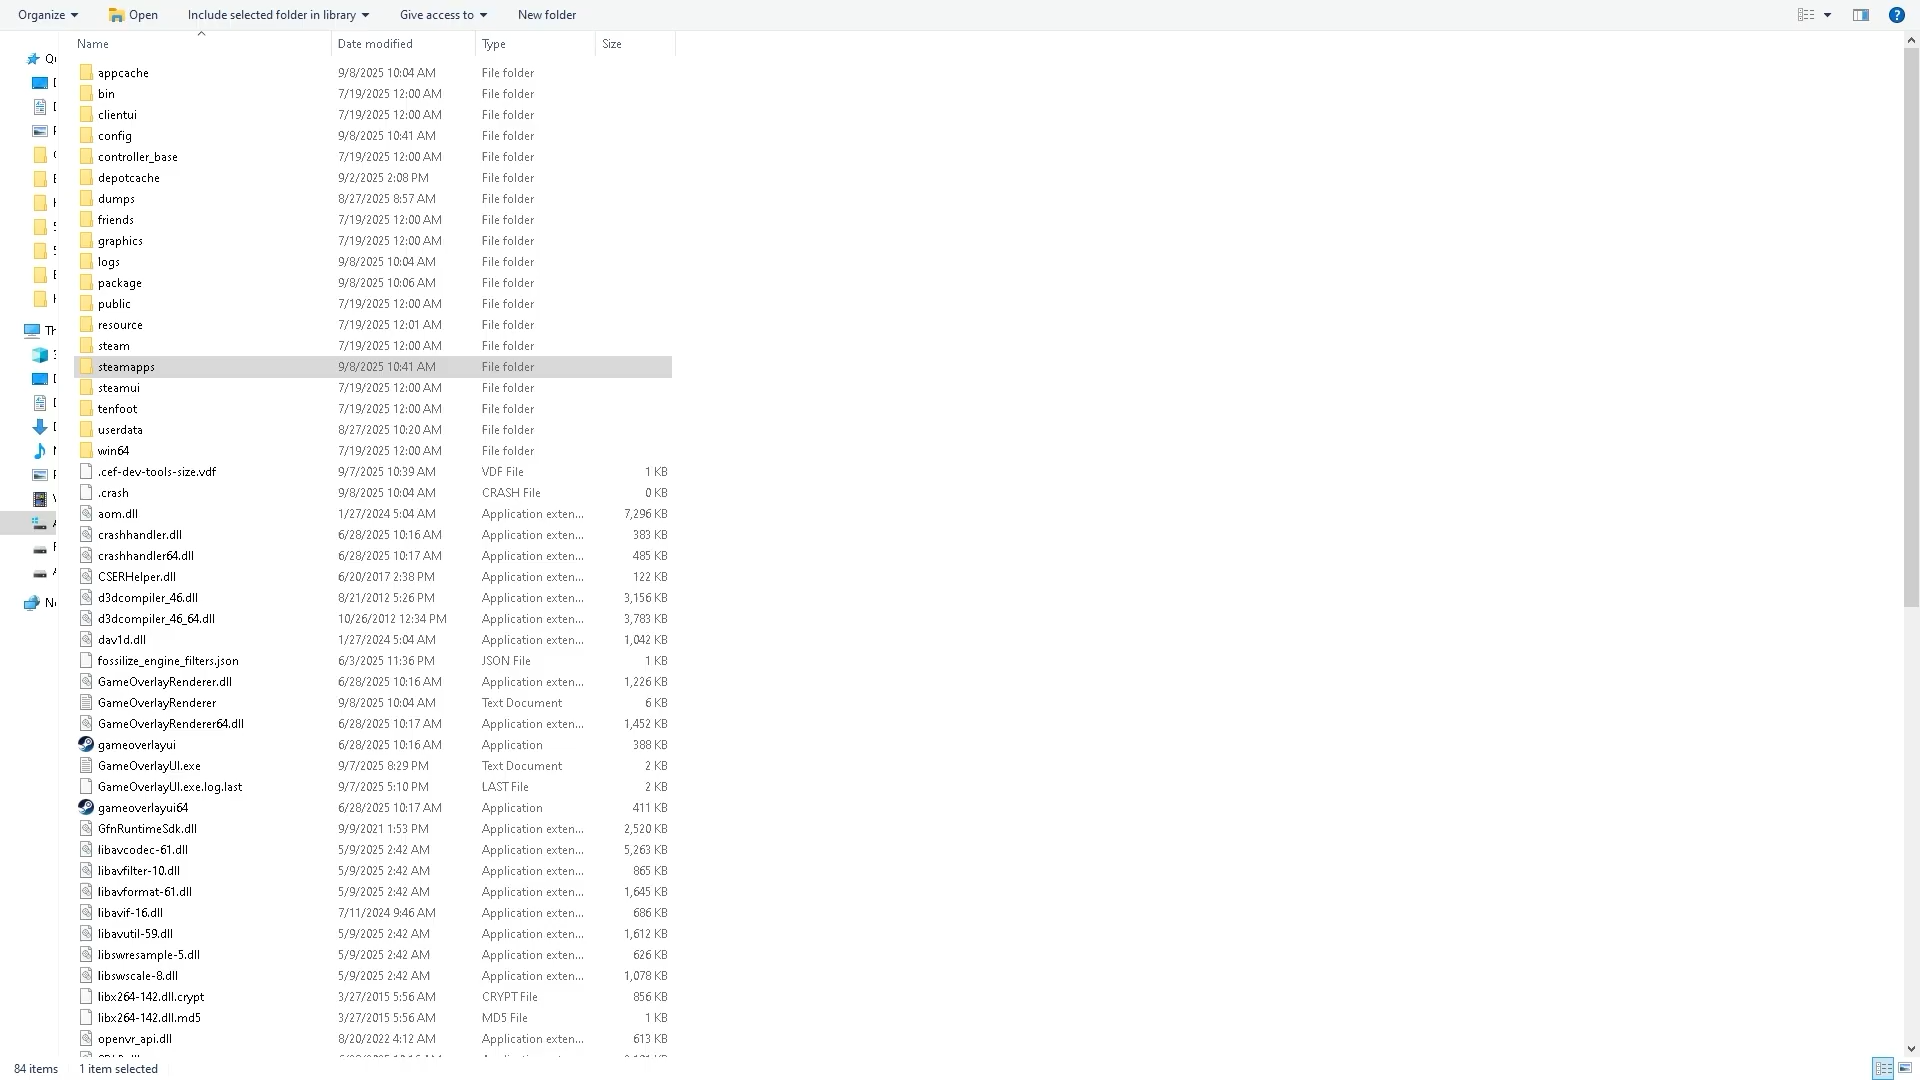 Organize Open Include selected folder in library Give access to New folder
Name Date modified Type Size
appcache 9/8/2025 10:04 AM File folder
bin 7/19/2025 12:00 AM File folder
clientui 7/19/2025 12:00 AM File folder
config 9/8/2025 10:41 AM File folder
controller_base 7/19/2025 12:00 AM File folder
depotcache 9/2/2025 2:08 PM File folder
dumps 8/27/2025 8:57 AM File folder
friends 7/19/2025 12:00 AM File folder
graphics 7/19/2025 12:00 AM File folder
logs 9/8/2025 10:04 AM File folder
package 9/8/2025 10:06 AM File folder
public 7/19/2025 12:00 AM File folder
resource 7/19/2025 12:01 AM File folder
steam 7/19/2025 12:00 AM File folder
steamapps 9/8/2025 10:41 AM File folder
steamui 7/19/2025 12:00 AM File folder
tenfoot 7/19/2025 12:00 AM File folder
userdata 8/27/2025 10:20 AM File folder
win64 7/19/2025 12:00 AM File folder
.cef-dev-tools-size.vdf 9/7/2025 10:39 AM VDF File 1 KB
.crash 9/8/2025 10:04 AM CRASH File 0 KB
aom.dll 1/27/2024 5:04 AM Application exten... 7,296 KB
crashhandler.dll 6/28/2025 10:16 AM Application exten... 383 KB
crashhandler64.dll 6/28/2025 10:17 AM Application exten... 485 KB
CSERHelper.dll 6/20/2017 2:38 PM Application exten... 122 KB
d3dcompiler_46.dll 8/21/2012 5:26 PM Application exten... 3,156 KB
d3dcompiler_46_64.dll 10/26/2012 12:34 PM Application exten... 3,783 KB
dav1d.dll 1/27/2024 5:04 AM Application exten... 1,042 KB
fossilize_engine_filters.json 6/3/2025 11:36 PM JSON File 1 KB
GameOverlayRenderer.dll 6/28/2025 10:16 AM Application exten... 1,226 KB
GameOverlayRenderer 9/8/2025 10:04 AM Text Document 6 KB
GameOverlayRenderer64.dll 6/28/2025 10:17 AM Application exten... 1,452 KB
gameoverlayui 6/28/2025 10:16 AM Application 388 KB
GameOverlayUI.exe 9/7/2025 8:29 PM Text Document 2 KB
GameOverlayUI.exe.log.last 9/7/2025 5:10 PM LAST File 2 KB
gameoverlayui64 6/28/2025 10:17 AM Application 411 KB
GfnRuntimeSdk.dll 9/9/2021 1:53 PM Application exten... 2,520 KB
libavcodec-61.dll 5/9/2025 2:42 AM Application exten... 5,263 KB
libavfilter-10.dll 5/9/2025 2:42 AM Application exten... 865 KB
libavformat-61.dll 5/9/2025 2:42 AM Application exten... 1,645 KB
libavif-16.dll 7/11/2024 9:46 AM Application exten... 686 KB
libavutil-59.dll 5/9/2025 2:42 AM Application exten... 1,612 KB
libswresample-5.dll 5/9/2025 2:42 AM Application exten... 626 KB
libswscale-8.dll 5/9/2025 2:42 AM Application exten... 1,078 KB
libx264-142.dll.crypt 3/27/2015 5:56 AM CRYPT File 856 KB
libx264-142.dll.md5 3/27/2015 5:56 AM MD5 File 1 KB
openvr_api.dll 8/20/2022 4:12 AM Application exten... 613 KB
84 items 1 item selected